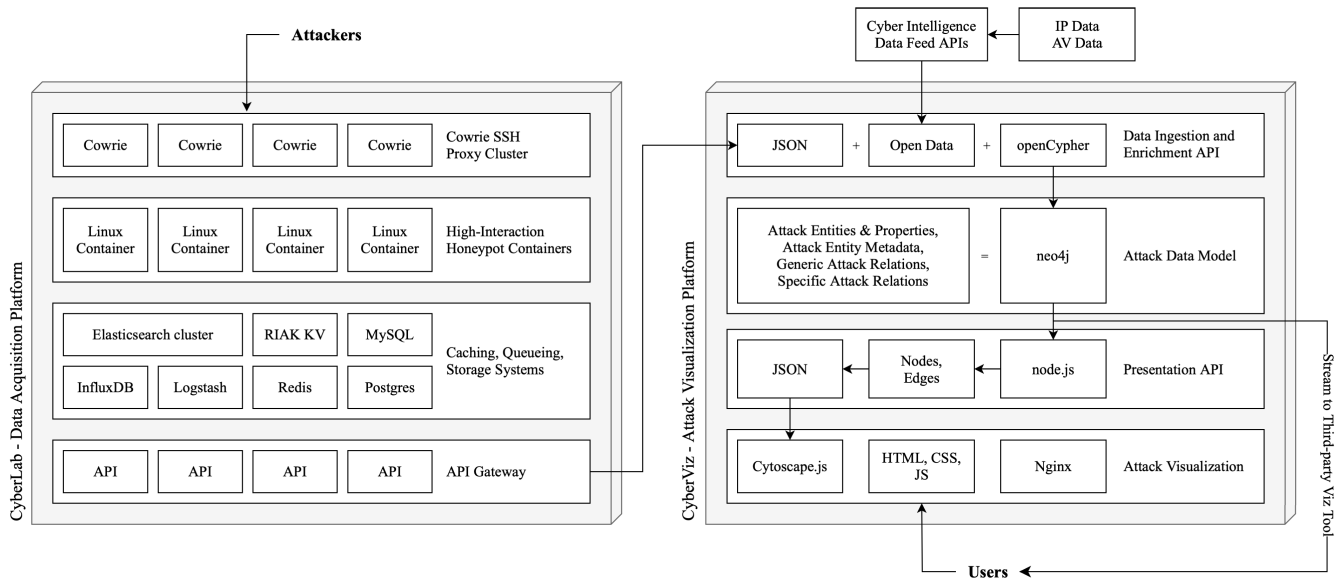 Attackers
Cyber Intelligence
Data Feed APIs
IP Data
AV Data
CyberLab - Data Acquisition Platform
Cowrie
Cowrie
Cowrie
Cowrie
Cowrie SSH
Proxy Cluster
Linux
Container
Linux
Container
Linux
Container
Linux
Container
High-Interaction
Honeypot Containers
Elasticsearch cluster
RIAK KV
MySQL
InfluxDB
Logstash
Redis
Postgres
Caching, Queueing,
Storage Systems
API
API
API
API
API Gateway
CyberViz - Attack Visualization Platform
JSON
+
Open Data
+
openCypher
Data Ingestion and
Enrichment API
Attack Entities & Properties,
Attack Entity Metadata,
Generic Attack Relations,
Specific Attack Relations
=
neo4j
Attack Data Model
JSON
Nodes,
Edges
node.js
Presentation API
Cytoscape.js
HTML, CSS,
JS
Nginx
Attack Visualization
Stream to Third-party Viz Tool
Users